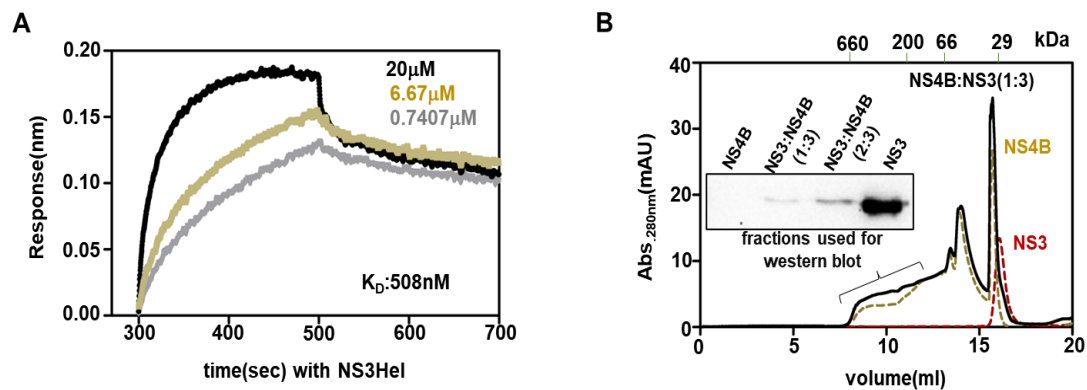 A
0.20
0.15
0.10
0.05
0.00
Response(nm)
20µM
6.67µM
0.7407µM
K_D:508nM
300
400
500
600
700
time(sec) with NS3Hel
B
660
200
66
29
kDa
40
30
20
10
0
Abs.280nm(mAU)
NS4B:NS3(1:3)
NS4B
NS3
NS4B
NS3:NS4B
(1:3)
NS3:NS4B
(2:3)
NS3
fractions used for
western blot
0
5
10
15
20
volume(ml)